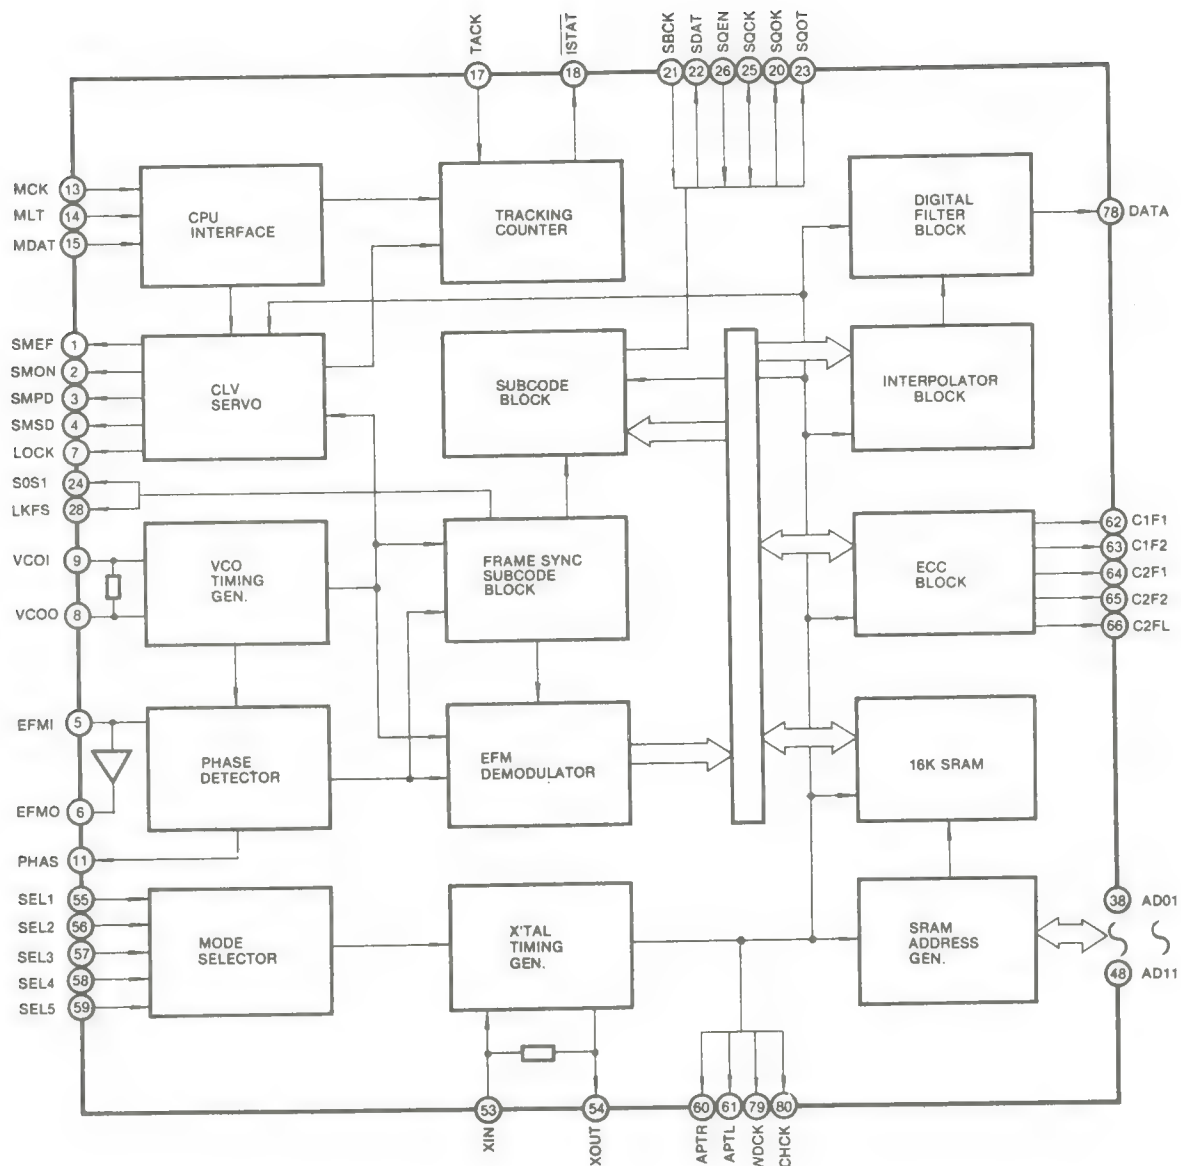 TACK
ISTAT
SBCK
SDAT
SQEN
SQCK
SQOK
SQOT
17
18
21
22
26
25
20
23
MCK 13
MLT 14
MDAT 15
CPU
INTERFACE
TRACKING
COUNTER
DIGITAL
FILTER
BLOCK
78 DATA
SMEF 1
SMON 2
SMPD 3
SMSD 4
LOCK 7
CLV
SERVO
SUBCODE
BLOCK
INTERPOLATOR
BLOCK
S0S1 24
LKFS 28
VCOI 9
VCOO 8
VCO
TIMING
GEN.
FRAME SYNC
SUBCODE
BLOCK
ECC
BLOCK
62 C1F1
63 C1F2
64 C2F1
65 C2F2
66 C2FL
EFMI 5
EFMO 6
PHAS 11
PHASE
DETECTOR
EFM
DEMODULATOR
16K SRAM
SEL1 55
SEL2 56
SEL3 57
SEL4 58
SEL5 59
MODE
SELECTOR
X'TAL
TIMING
GEN.
SRAM
ADDRESS
GEN.
38 AD01
48 AD11
53
54
60
61
79
80
XIN
XOUT
APTR
APTL
WDCK
CHCK